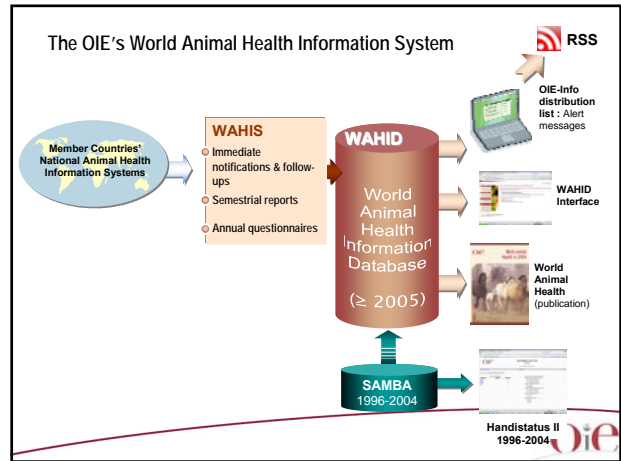 The OIE's World Animal Health Information System
RSS
OIE-Info
distribution
list : Alert
messages
Member Countries'
National Animal Health
Information Systems
WAHIS
Immediate
notifications & follow-
ups
Semestrial reports
Annual questionnaires
WAHID
World
Animal
Health
Information
Database
(≥ 2005)
WAHID
Interface
World
Animal
Health
(publication)
SAMBA
1996-2004
Handistatus II
1996-2004
oie